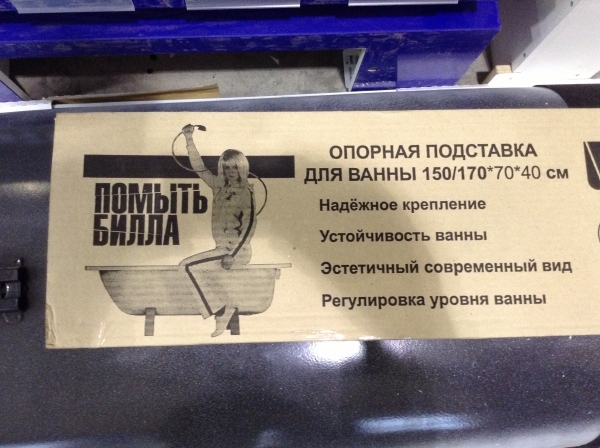 ПОМЫТЬ
БИЛЛА
ОПОРНАЯ ПОДСТАВКА
ДЛЯ ВАННЫ 150/170*70*40 см
Надёжное крепление
Устойчивость ванны
Эстетичный современный вид
Регулировка уровня ванны